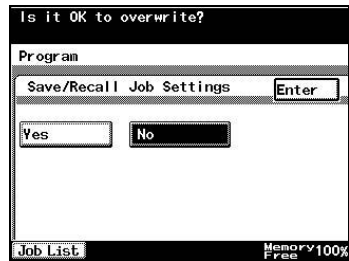 Is it OK to overwrite?
Program
Save/Recall Job Settings
Enter
Yes
No
Job List
Memory
Free 100%